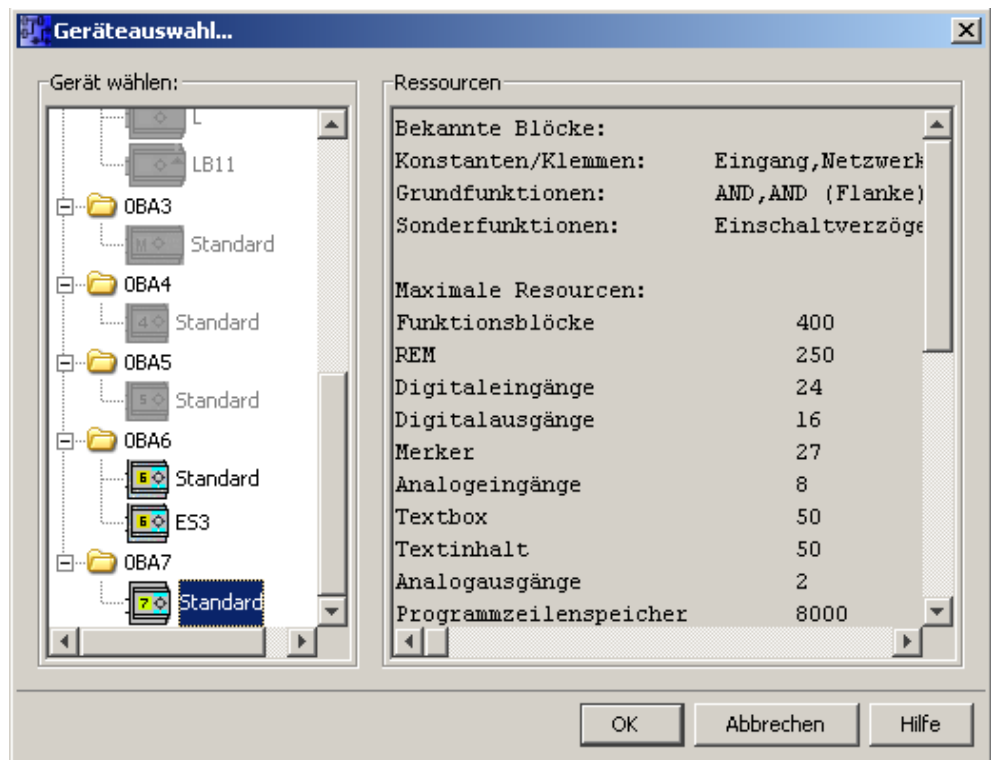 Geräteauswahl...
Gerät wählen:
L
LB11
0BA3
Standard
0BA4
Standard
0BA5
Standard
0BA6
Standard
ES3
0BA7
Standard
Ressourcen
Bekannte Blöcke:
Konstanten/Klemmen: Eingang,Netzwerk
Grundfunktionen: AND,AND (Flanke)
Sonderfunktionen: Einschaltverzöge
Maximale Resourcen:
Funktionsblöcke 400
REM 250
Digitaleingänge 24
Digitalausgänge 16
Merker 27
Analogeingänge 8
Textbox 50
Textinhalt 50
Analogausgänge 2
Programmzeilenspeicher 8000
OK
Abbrechen
Hilfe